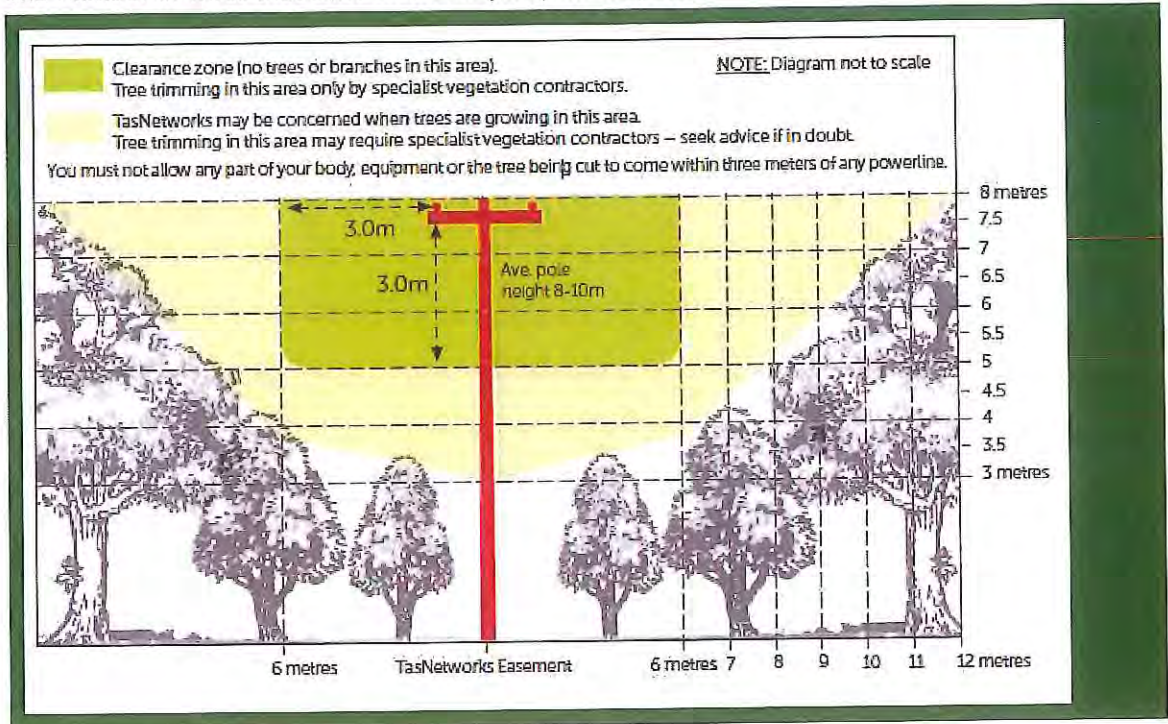 Clearance zone (no trees or branches in this area).
Tree trimming in this area only by specialist vegetation contractors.
NOTE: Diagram not to scale
TasNetworks may be concerned when trees are growing in this area.
Tree trimming in this area may require specialist vegetation contractors – seek advice if in doubt.
You must not allow any part of your body, equipment or the tree being cut to come within three meters of any powerline.
3.0m
3.0m
Ave. pole
height 8-10m
8 metres
7.5
7
6.5
6
5.5
5
4.5
4
3.5
3 metres
6 metres
TasNetworks Easement
6 metres
7
8
9
10
11
12 metres